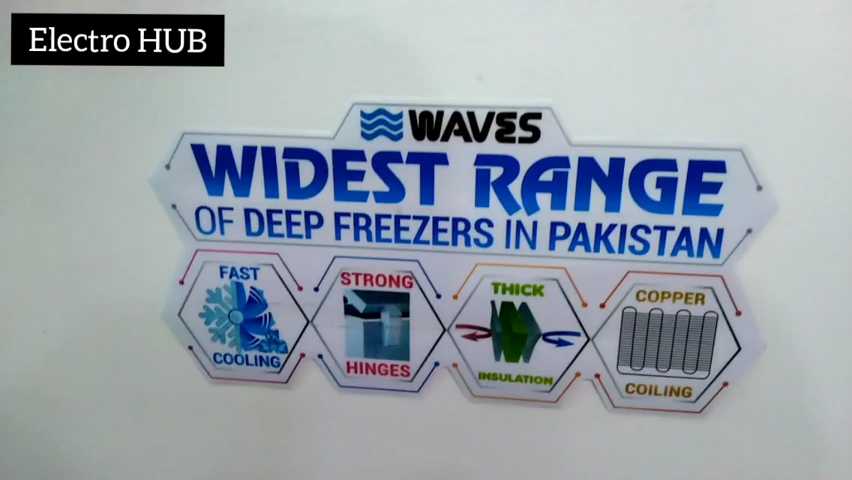 Electro HUB
WAVES
WIDEST RANGE
OF DEEP FREEZERS IN PAKISTAN
FAST
COOLING
STRONG
HINGES
THICK
INSULATION
COPPER
COILING